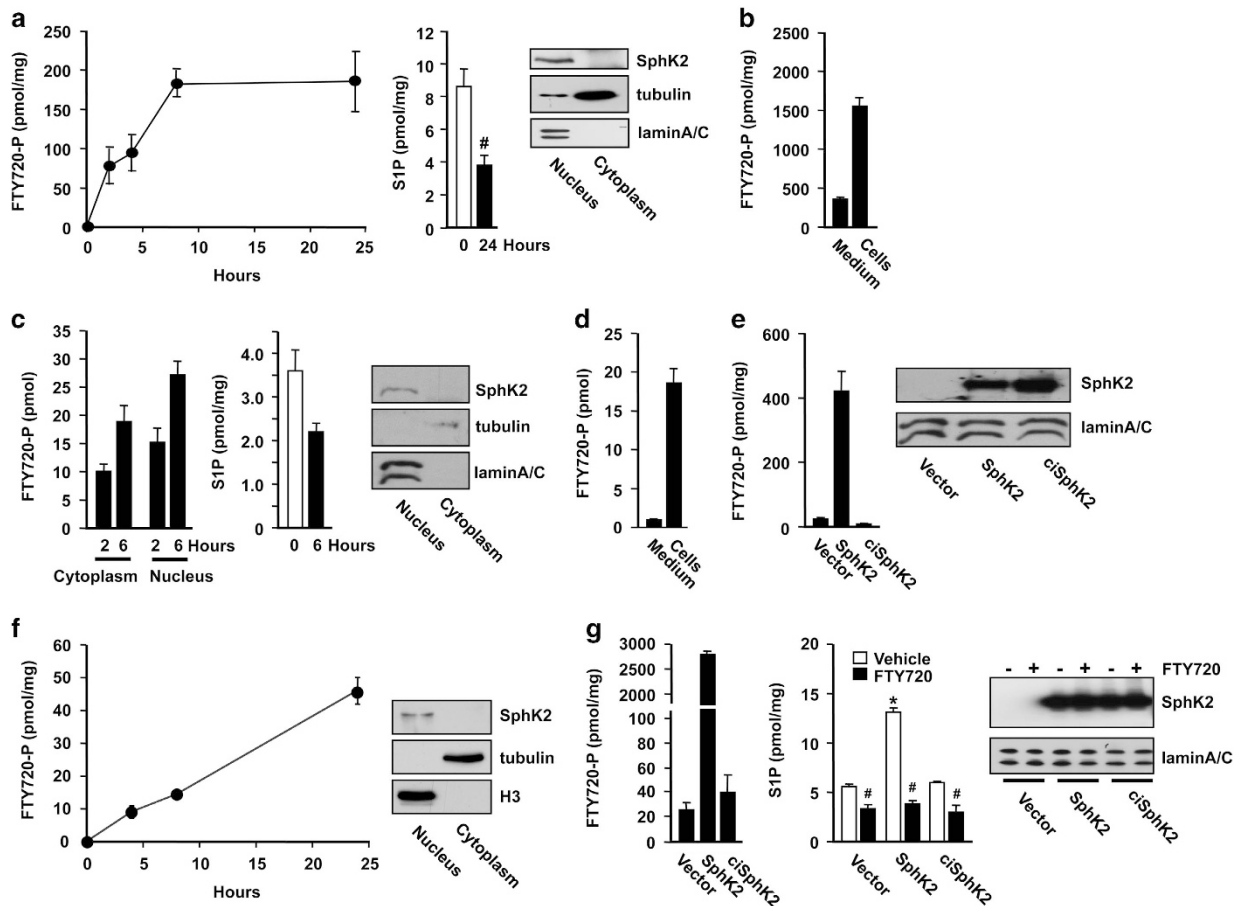 a
FTY720-P (pmol/mg)
250
200
150
100
50
0
0 5 10 15 20 25
Hours
S1P (pmol/mg)
12
10
8
6
4
2
0
#
0 24 Hours
SphK2
tubulin
laminA/C
Nucleus
Cytoplasm
b
FTY720-P (pmol/mg)
2500
2000
1500
1000
500
0
Medium
Cells
c
FTY720-P (pmol)
35
30
25
20
15
10
5
0
2 6 2 6 Hours
Cytoplasm Nucleus
S1P (pmol/mg)
4.0
3.0
2.0
1.0
0
0 6 Hours
SphK2
tubulin
laminA/C
Nucleus
Cytoplasm
d
FTY720-P (pmol)
25
20
15
10
5
0
Medium
Cells
e
FTY720-P (pmol/mg)
600
400
200
0
Vector
SphK2
ciSphK2
SphK2
laminA/C
Vector
SphK2
ciSphK2
f
FTY720-P (pmol/mg)
60
50
40
30
20
10
0
0 5 10 15 20 25
Hours
SphK2
tubulin
H3
Nucleus
Cytoplasm
g
FTY720-P (pmol/mg)
3000
2000
100
80
60
40
20
0
Vector
SphK2
ciSphK2
S1P (pmol/mg)
20
15
10
5
0
Vehicle
FTY720
*
# # #
Vector
SphK2
ciSphK2
- + - + - + FTY720
SphK2
laminA/C
Vector
SphK2
ciSphK2